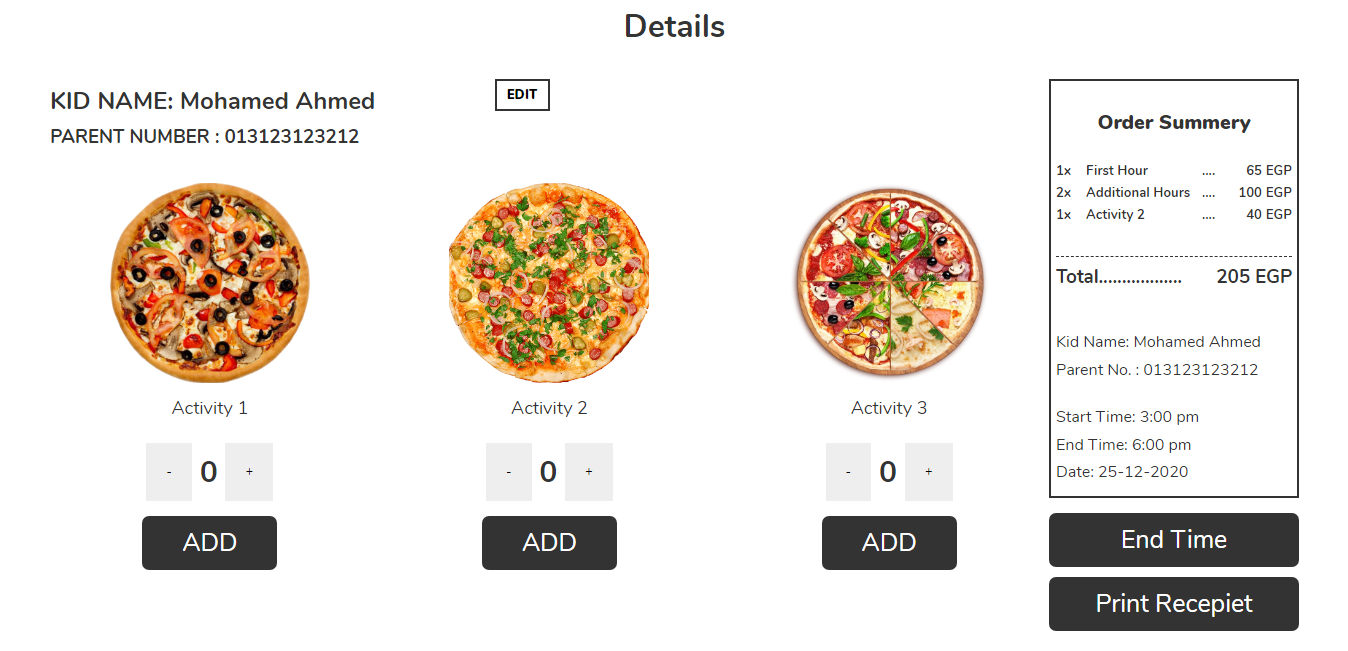 Details
KID NAME: Mohamed Ahmed
EDIT
PARENT NUMBER : 013123123212
Activity 1
- 0 +
ADD
Activity 2
- 0 +
ADD
Activity 3
- 0 +
ADD
Order Summery
1x First Hour .... 65 EGP
2x Additional Hours .... 100 EGP
1x Activity 2 .... 40 EGP
Total.................. 205 EGP
Kid Name: Mohamed Ahmed
Parent No. : 013123123212
Start Time: 3:00 pm
End Time: 6:00 pm
Date: 25-12-2020
End Time
Print Recepiet